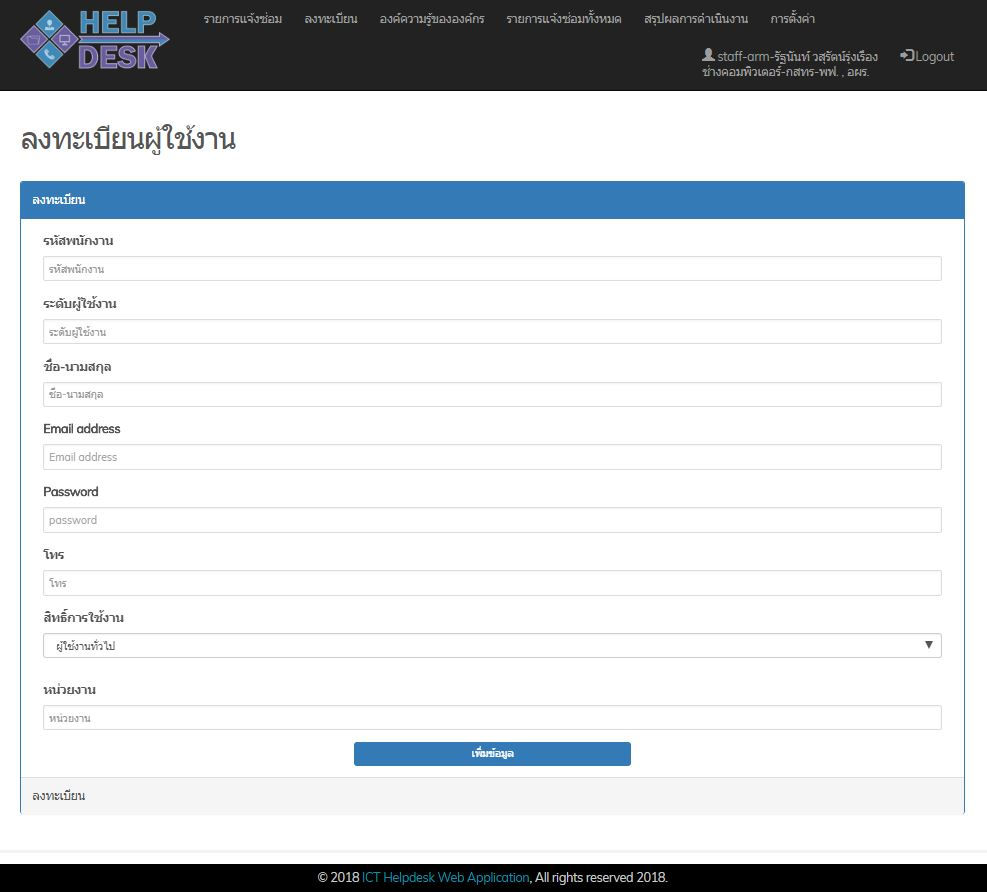 HELP
DESK
รายการแจ้งซ่อม ลงทะเบียน องค์ความรู้ขององค์กร รายการแจ้งซ่อมทั้งหมด สรุปผลการดำเนินงาน การตั้งค่า
staff-arm-รัฐนันท์ วสุรัตน์รุ่งเรือง Logout
ช่างคอมพิวเตอร์-กสทร-พฟ. , อผร.
ลงทะเบียนผู้ใช้งาน
ลงทะเบียน
รหัสพนักงาน
รหัสพนักงาน
ระดับผู้ใช้งาน
ระดับผู้ใช้งาน
ชื่อ-นามสกุล
ชื่อ-นามสกุล
Email address
Email address
Password
password
โทร
โทร
สิทธิ์การใช้งาน
ผู้ใช้งานทั่วไป
หน่วยงาน
หน่วยงาน
เพิ่มข้อมูล
ลงทะเบียน
© 2018 ICT Helpdesk Web Application, All rights reserved 2018.